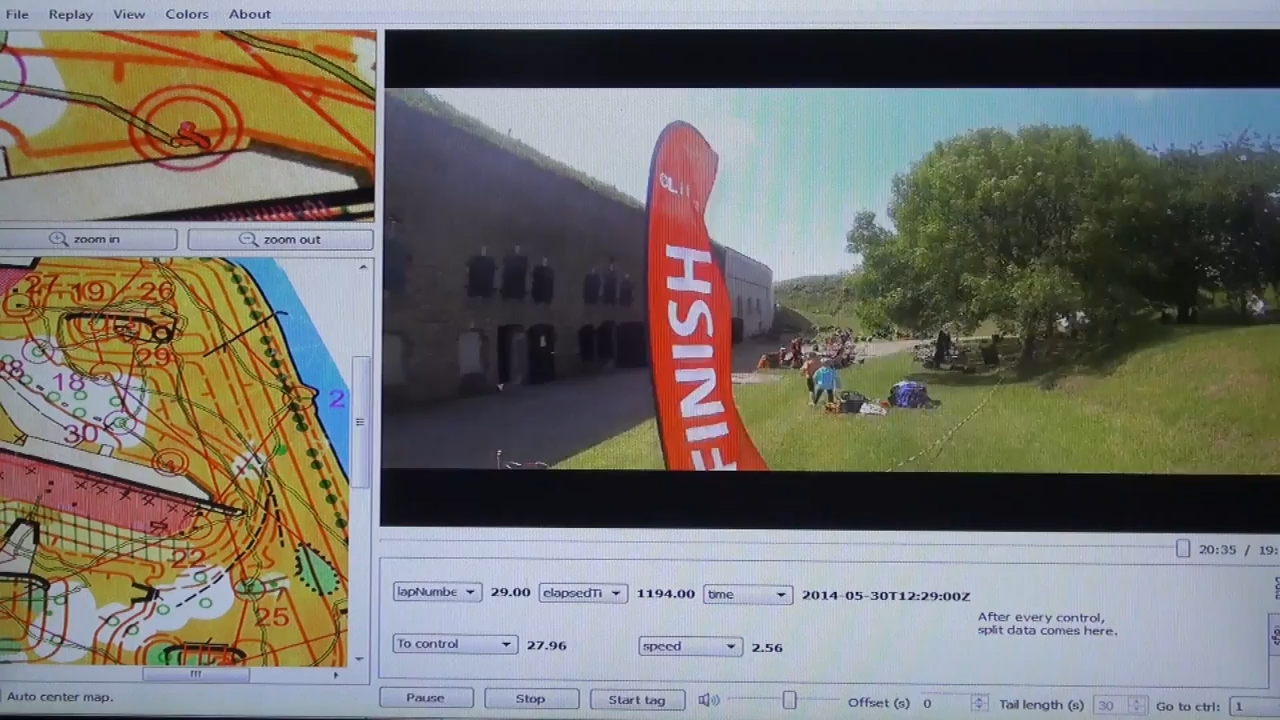 File Replay View Colors About
zoom in zoom out
27 19 26
29
18
2
30
22
25
FINISH
20:35 / 19:
lapNumbe 29.00 elapsedTi 1194.00 time 2014-05-30T12:29:00Z
After every control,
split data comes here.
To control 27.96 speed 2.56
Auto center map.
Pause Stop Start tag Offset (s) 0 Tail length (s) 30 Go to ctrl: 1